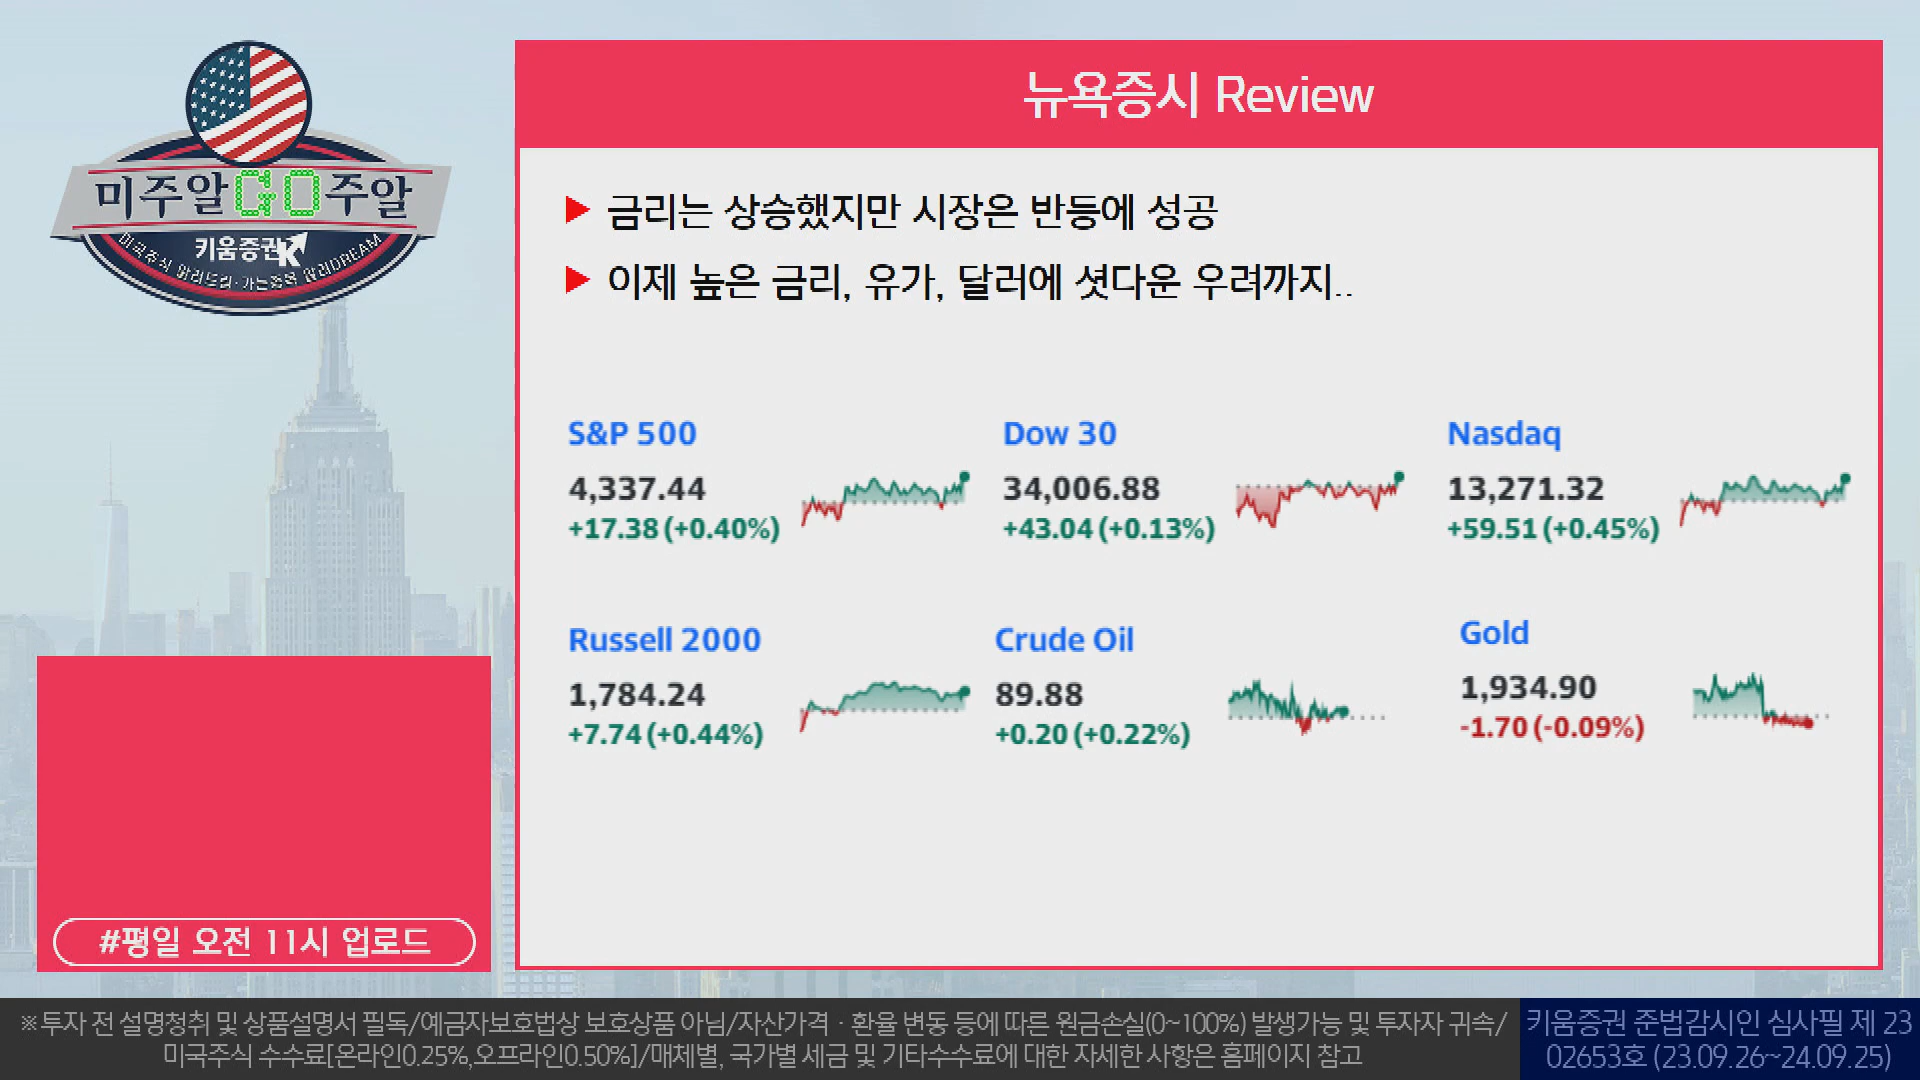 미주알GO주알
키움증권
미국주식 알려드림·가는종목 알려DREAM
뉴욕증시 Review
▶ 금리는 상승했지만 시장은 반등에 성공
▶ 이제 높은 금리, 유가, 달러에 셧다운 우려까지..
S&P 500
4,337.44
+17.38 (+0.40%)
Dow 30
34,006.88
+43.04 (+0.13%)
Nasdaq
13,271.32
+59.51 (+0.45%)
Russell 2000
1,784.24
+7.74 (+0.44%)
Crude Oil
89.88
+0.20 (+0.22%)
Gold
1,934.90
-1.70 (-0.09%)
#평일 오전 11시 업로드
※투자 전 설명청취 및 상품설명서 필독/예금자보호법상 보호상품 아님/자산가격·환율 변동 등에 따른 원금손실(0~100%) 발생가능 및 투자자 귀속/
미국주식 수수료[온라인0.25%,오프라인0.50%]/매체별, 국가별 세금 및 기타수수료에 대한 자세한 사항은 홈페이지 참고
키움증권 준법감시인 심사필 제 23
02653호 (23.09.26~24.09.25)